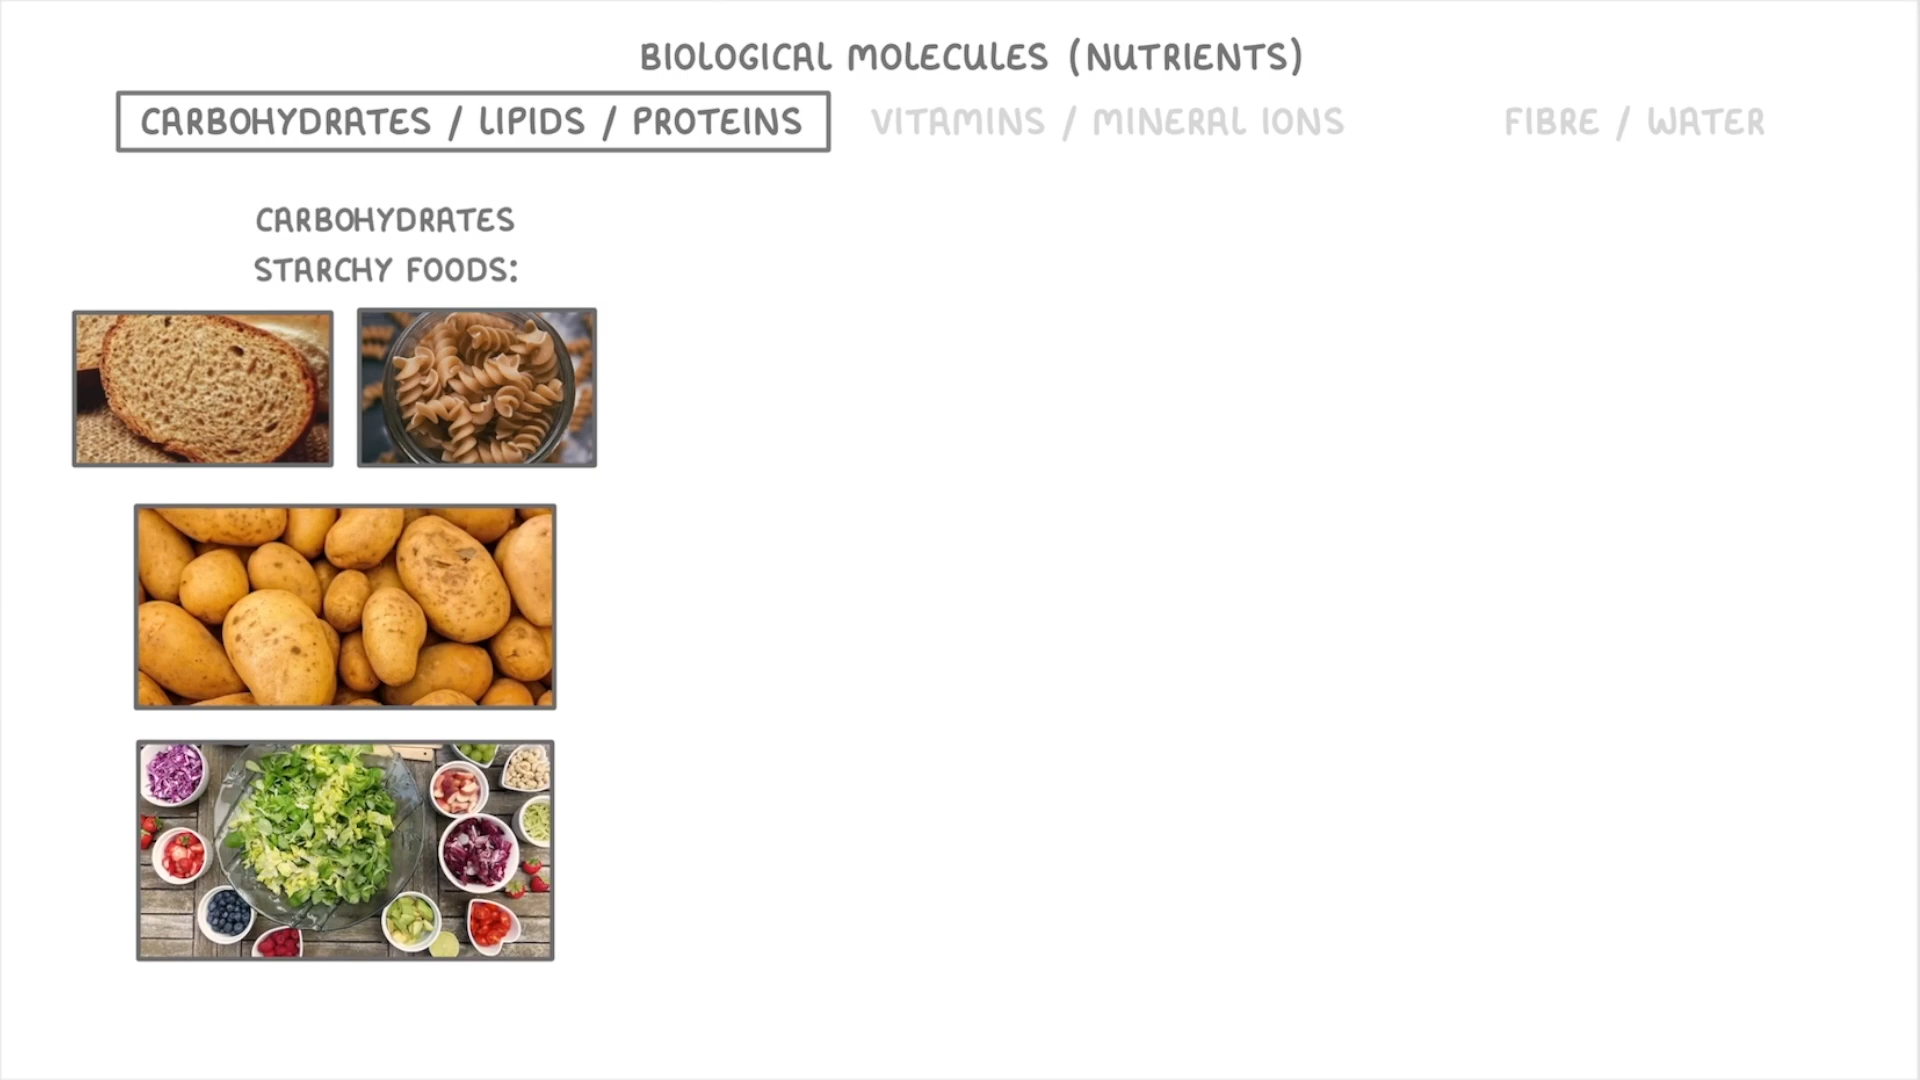 BIOLOGICAL MOLECULES (NUTRIENTS)
CARBOHYDRATES / LIPIDS / PROTEINS
VITAMINS / MINERAL IONS
FIBRE / WATER
CARBOHYDRATES
STARCHY FOODS: